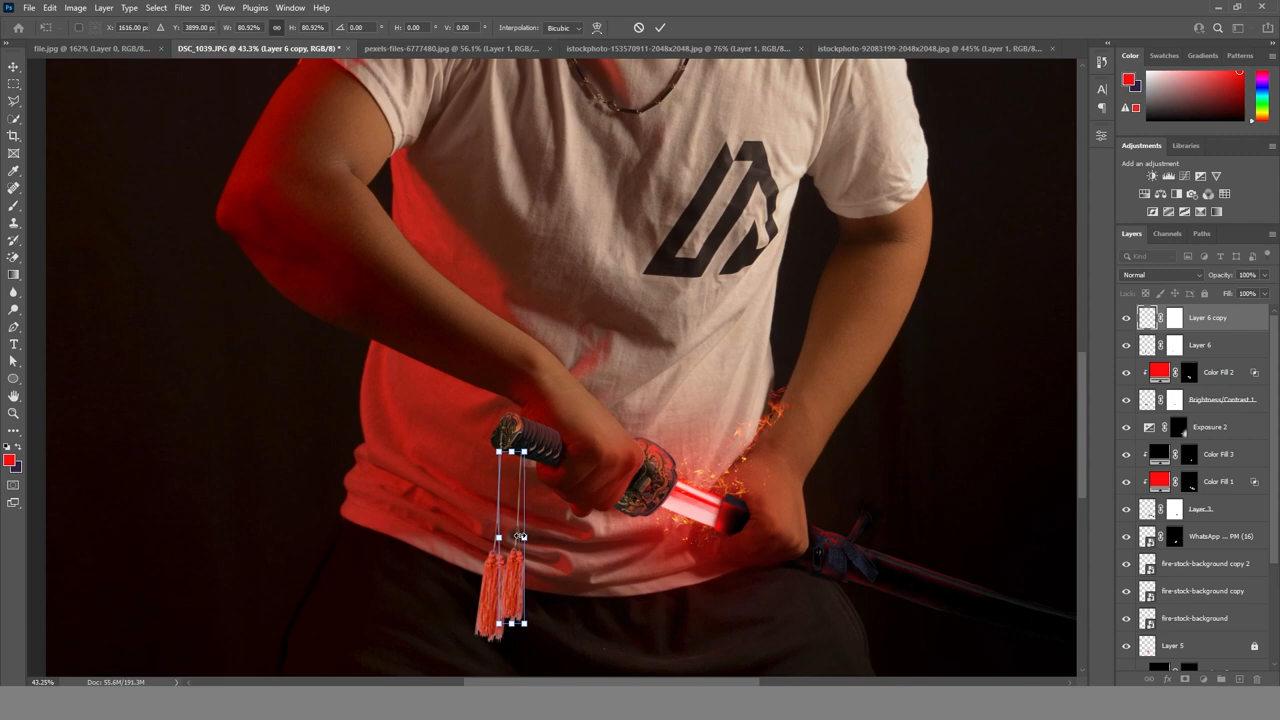 Ps File Edit Image Layer Type Select Filter 3D View Plugins Window Help
X: 1616.00 px Y: 3899.00 px W: 80.92% H: 80.92% 0.00 ° H: 0.00 ° V: 0.00 ° Interpolation: Bicubic
file.jpg @ 162% (Layer 0, RGB/8... × DSC_1039.JPG @ 43.3% (Layer 6 copy, RGB/8) * × pexels-files-6777480.jpg @ 56.1% (Layer 1, RGB/... × istockphoto-153570911-2048x2048.jpg @ 76% (Layer 1, RGB/8... × istockphoto-92083199-2048x2048.jpg @ 445% (Layer 1, RGB/8... ×
Color Swatches Gradients Patterns
Adjustments Libraries
Add an adjustment
Layers Channels Paths
Kind
Normal Opacity: 100%
Lock: Fill: 100%
Layer 6 copy
Layer 6
Color Fill 2
Brightness/Contrast 1
Exposure 2
Color Fill 3
Color Fill 1
Layer 3
WhatsApp ... PM (16)
fire-stock-background copy 2
fire-stock-background copy
fire-stock-background
Layer 5
43.25% Doc: 55.6M/191.3M